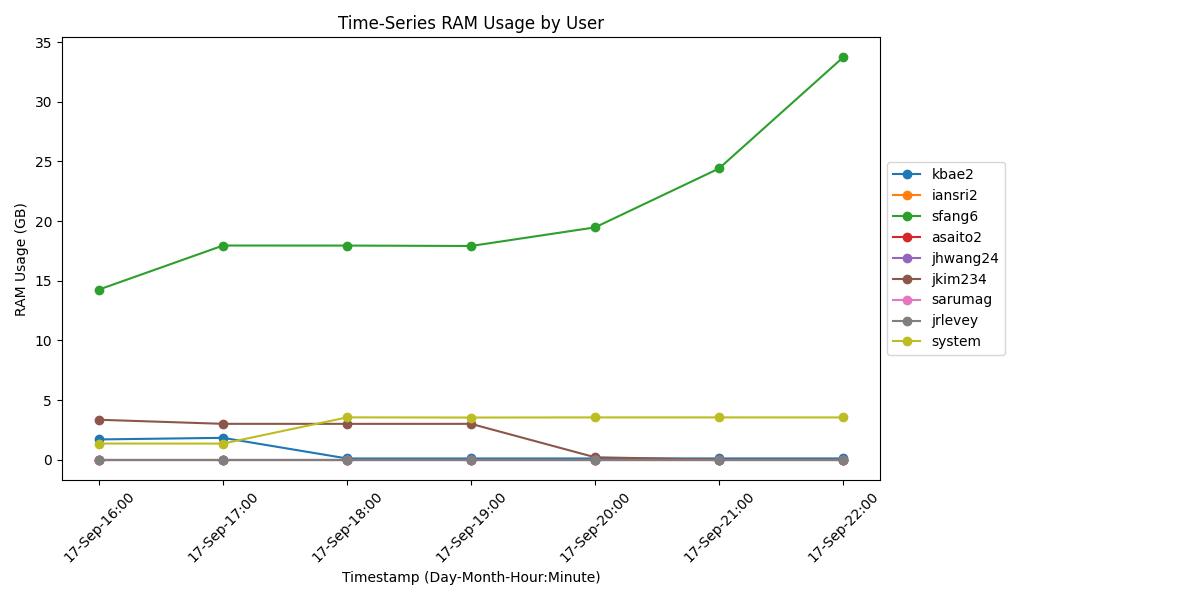 Time-Series RAM Usage by User
35
30
25
20
15
10
5
0
RAM Usage (GB)
17-Sep-16:00
17-Sep-17:00
17-Sep-18:00
17-Sep-19:00
17-Sep-20:00
17-Sep-21:00
17-Sep-22:00
Timestamp (Day-Month-Hour:Minute)
kbae2
iansri2
sfang6
asaito2
jhwang24
jkim234
sarumag
jrlevey
system